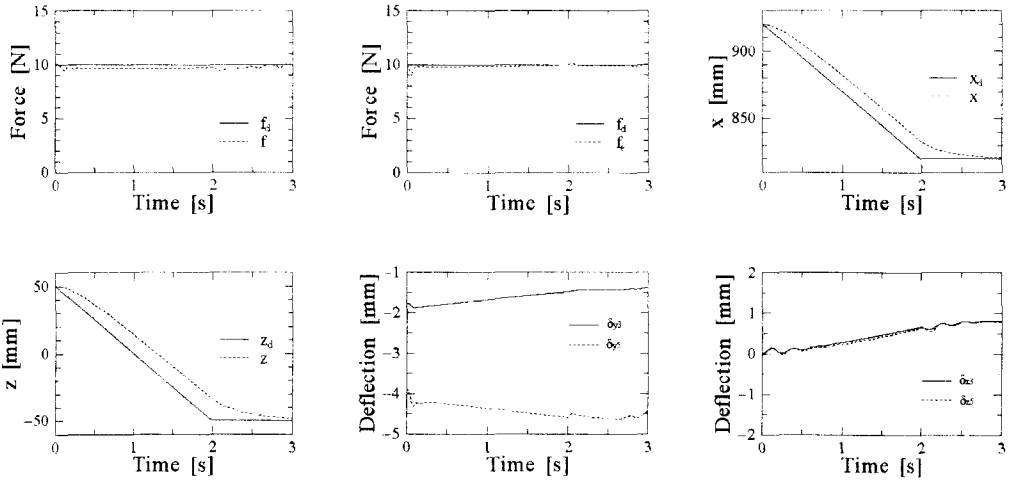 15
10
5
0
Force [N]
f_d
f
0 1 2 3
Time [s]
15
10
5
0
Force [N]
f_d
f_e
0 1 2 3
Time [s]
900
850
x [mm]
x_d
x
0 1 2 3
Time [s]
50
0
−50
z [mm]
z_d
z
0 1 2 3
Time [s]
−1
−2
−3
−4
−5
Deflection [mm]
δy3
δy5
0 1 2 3
Time [s]
2
1
0
−1
−2
Deflection [mm]
δz3
δz5
0 1 2 3
Time [s]